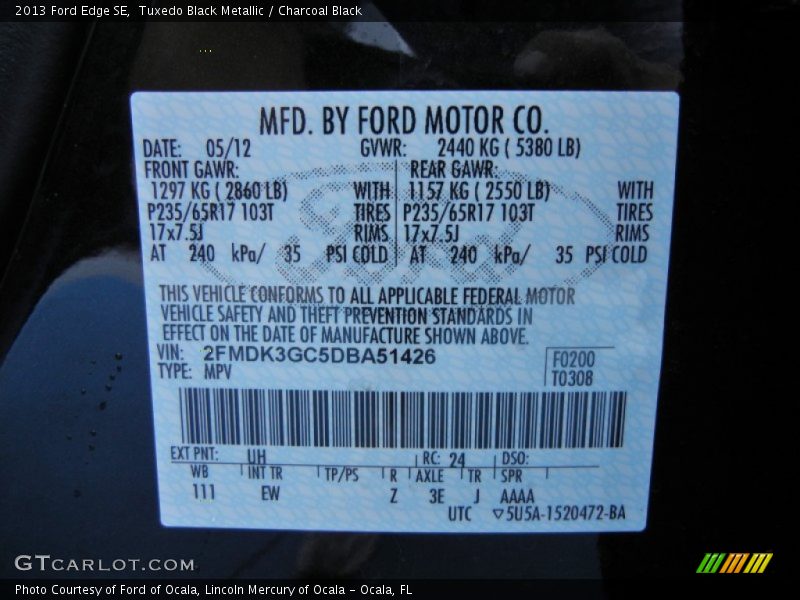 2013 Ford Edge SE, Tuxedo Black Metallic / Charcoal Black
MFD. BY FORD MOTOR CO.
DATE: 05/12 GVWR: 2440 KG ( 5380 LB)
FRONT GAWR: REAR GAWR:
1297 KG ( 2860 LB) WITH 1157 KG ( 2550 LB) WITH
P235/65R17 103T TIRES P235/65R17 103T TIRES
17x7.5J RIMS 17x7.5J RIMS
AT 240 kPa/ 35 PSI COLD AT 240 kPa/ 35 PSI COLD
Ford
THIS VEHICLE CONFORMS TO ALL APPLICABLE FEDERAL MOTOR
VEHICLE SAFETY AND THEFT PREVENTION STANDARDS IN
EFFECT ON THE DATE OF MANUFACTURE SHOWN ABOVE.
VIN: 2FMDK3GC5DBA51426 F0200
TYPE: MPV T0308
EXT PNT: UH RC: 24 DSO:
WB INT TR TP/PS R AXLE TR SPR
111 EW Z 3E J AAAA
UTC ▽5U5A-1520472-BA
GTCARLOT.COM
Photo Courtesy of Ford of Ocala, Lincoln Mercury of Ocala – Ocala, FL